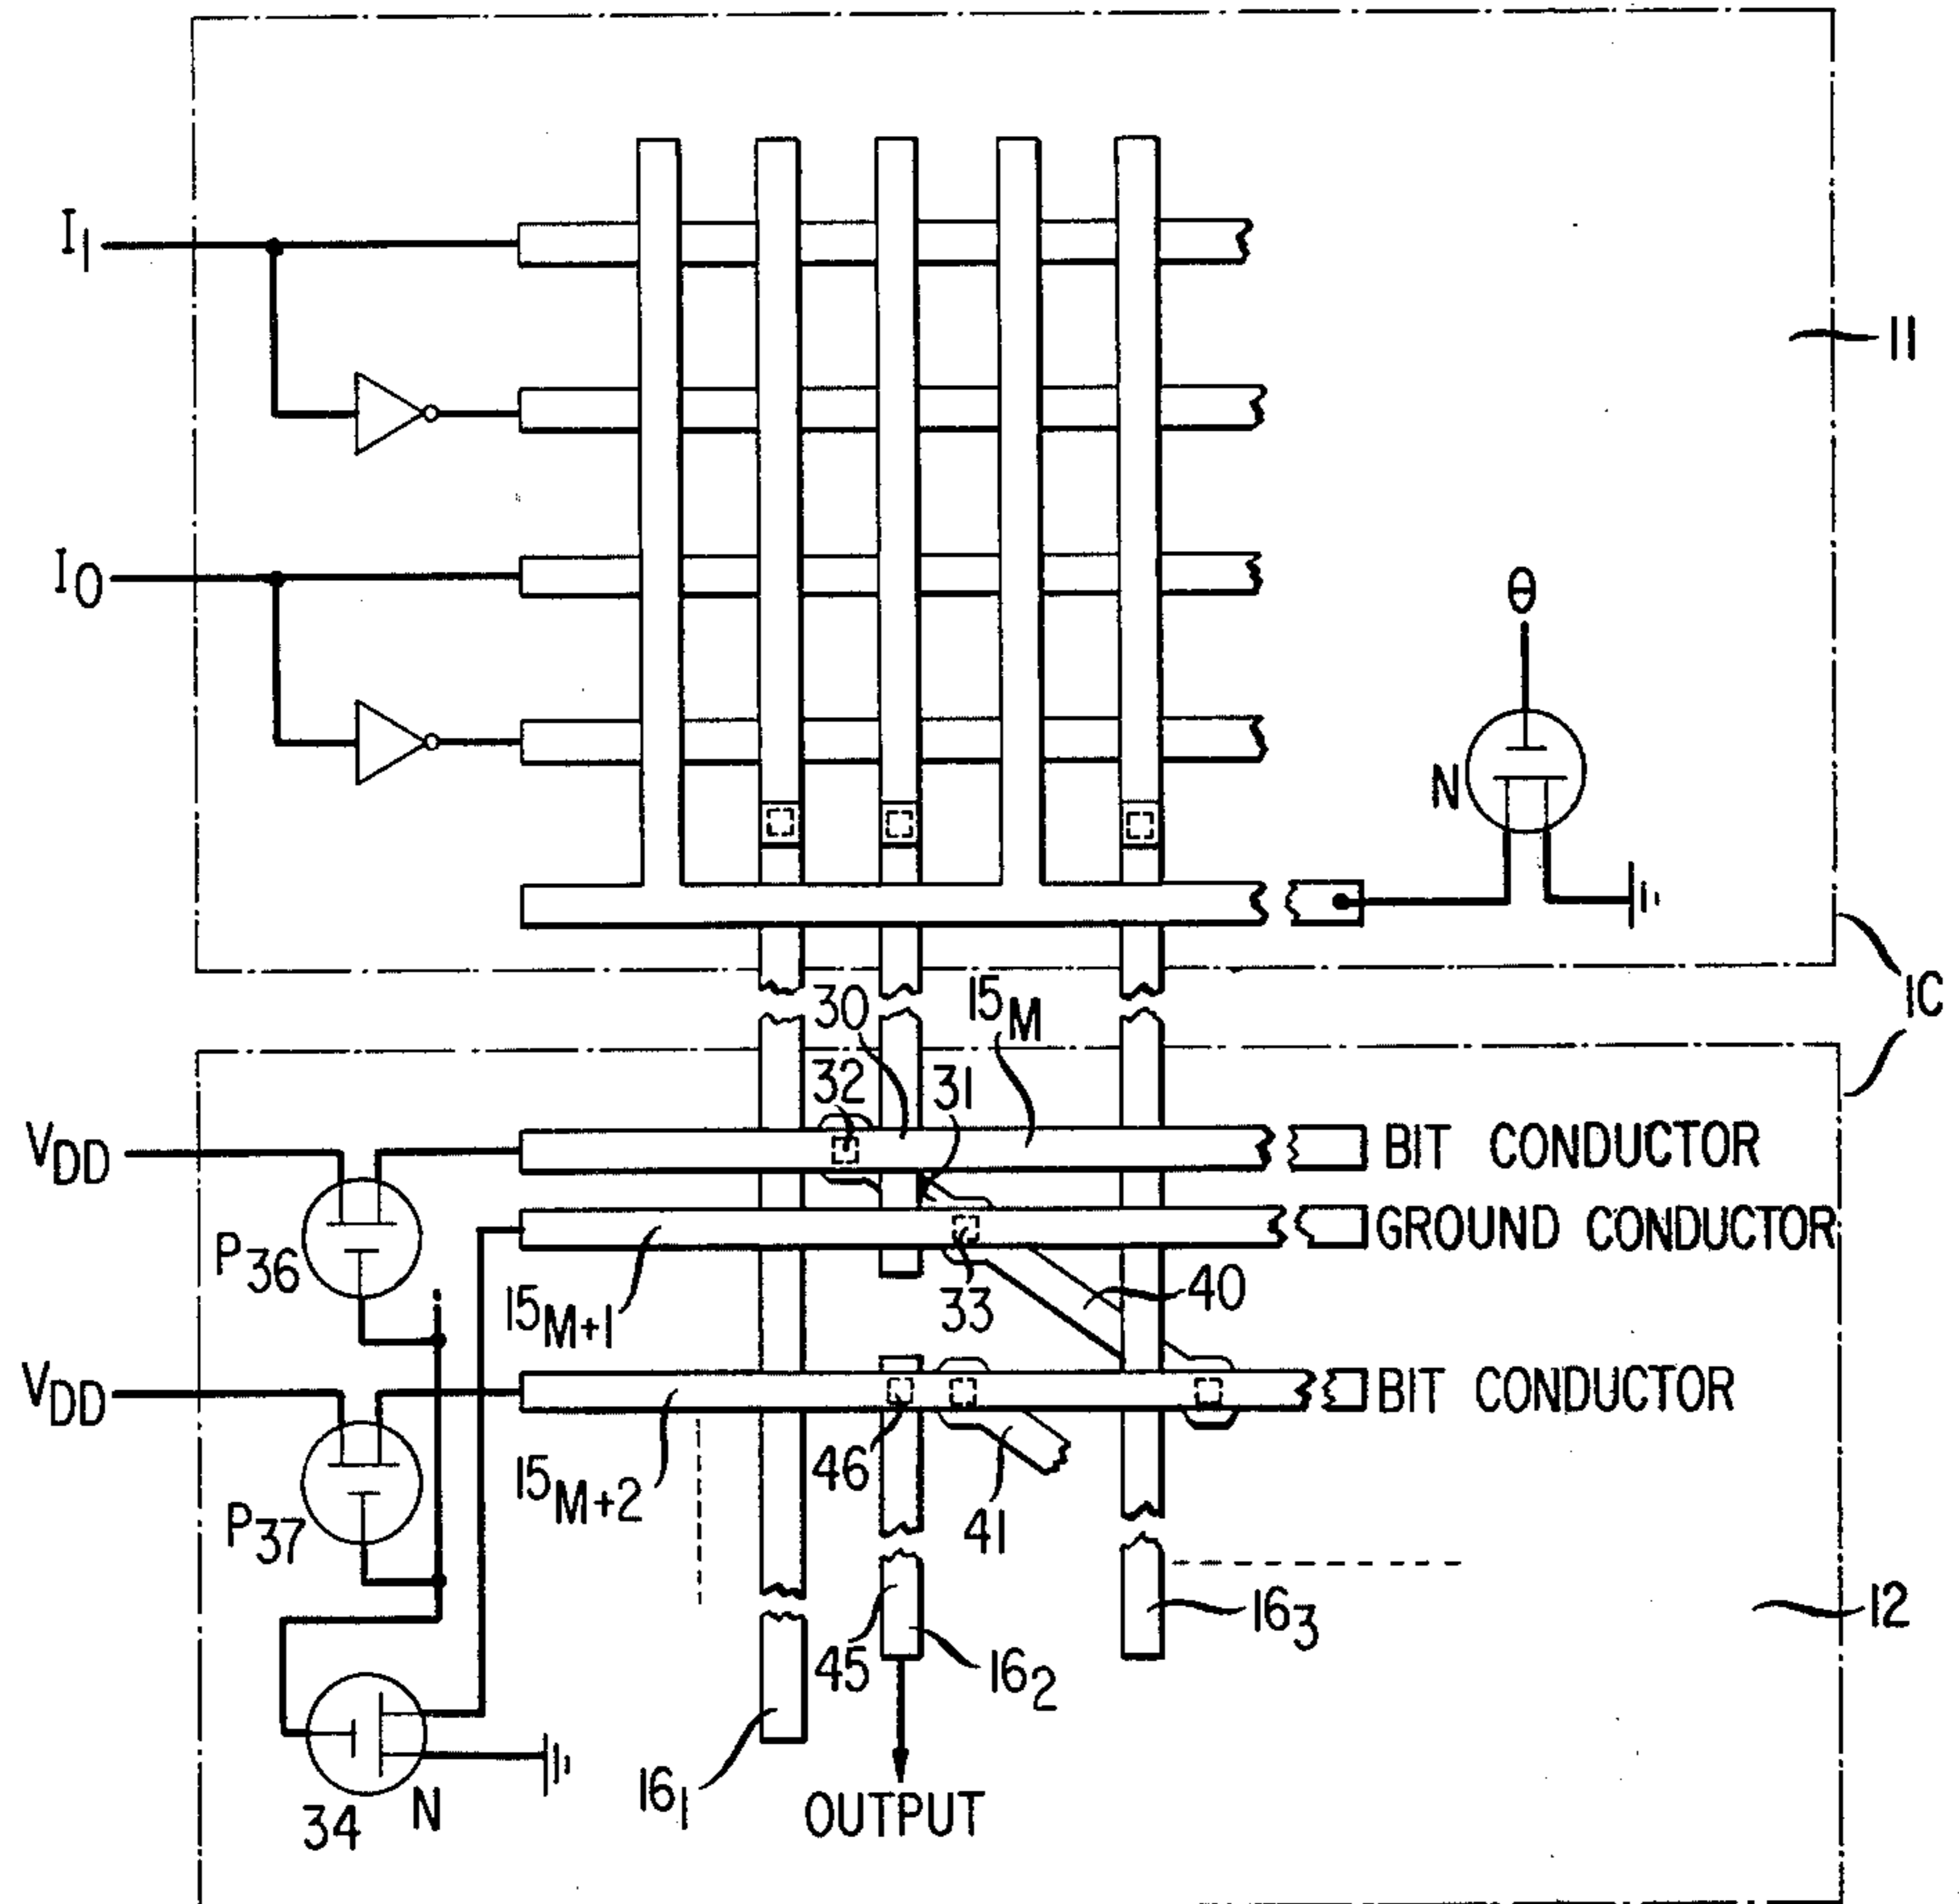 I1
11
I0
θ
N
1C
30
15M
32
31
VDD
BIT CONDUCTOR
P36
GROUND CONDUCTOR
15M+1
33
40
VDD
BIT CONDUCTOR
15M+2
46
41
P37
163
12
45
162
161
34
N
OUTPUT